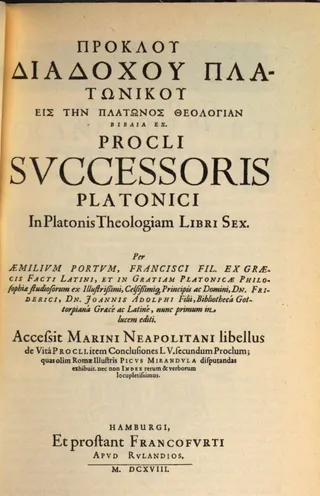 ΠΡΟΚΛΟΥ
ΔΙΑΔΟΧΟΥ ΠΛΑ-
ΤΩΝΙΚΟΥ
ΕΙΣ ΤΗΝ ΠΛΑΤΩΝΟΣ ΘΕΟΛΟΓΙΑΝ
ΒΙΒΛΙΑ ΕΞ.
PROCLI
SVCCESSORIS
PLATONICI
In Platonis Theologiam LIBRI SEX.
Per
ÆMILIVM PORTVM, FRANCISCI FIL. EX GRÆ-
CIS FACTI LATINI, ET IN GRATIAM PLATONICÆ PHILO-
sophiæ studiosorum ex Illustrissimi, Celsissimiq́, Principis ac Domini, DN. FRI-
DERICI, DN. JOANNIS ADOLPHI Filii, Bibliothecâ Got-
torpianâ Græcè ac Latinè, nunc primum in
lucem editi.
Accessit MARINI NEAPOLITANI libellus
de Vitâ PROCLI. item Conclusiones LV. secundum Proclum;
quas olim Romæ Illustris PICVS MIRANDVLA disputandas
exhibuit. nec non INDEX rerum & verborum
locupletissimus.
HAMBURGI,
Et prostant FRANCOFVRTI
APVD RVLANDIOS,
M. DCXVIII.